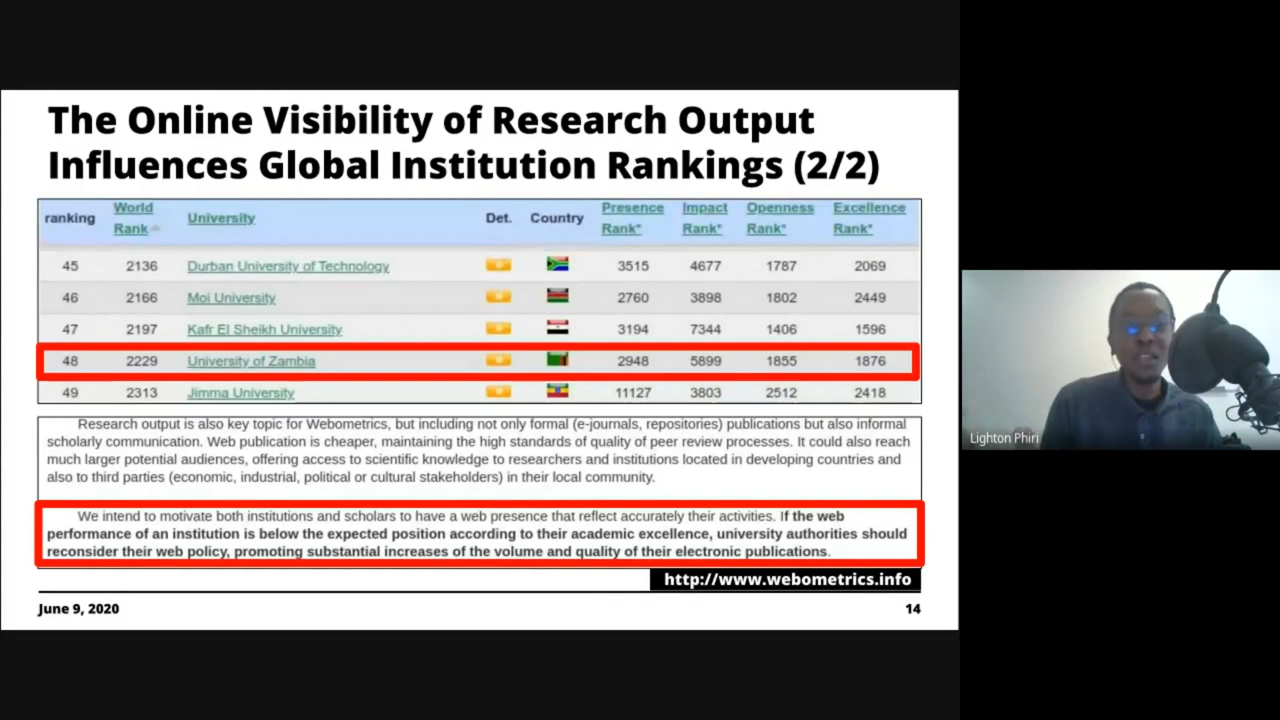 The Online Visibility of Research Output
Influences Global Institution Rankings (2/2)
ranking World Rank University Det. Country Presence Rank* Impact Rank* Openness Rank* Excellence Rank*
45 2136 Durban University of Technology 3515 4677 1787 2069
46 2166 Moi University 2760 3898 1802 2449
47 2197 Kafr El Sheikh University 3194 7344 1406 1596
48 2229 University of Zambia 2948 5899 1855 1876
49 2313 Jimma University 11127 3803 2512 2418
Research output is also key topic for Webometrics, but including not only formal (e-journals, repositories) publications but also informal
scholarly communication. Web publication is cheaper, maintaining the high standards of quality of peer review processes. It could also reach
much larger potential audiences, offering access to scientific knowledge to researchers and institutions located in developing countries and
also to third parties (economic, industrial, political or cultural stakeholders) in their local community.
We intend to motivate both institutions and scholars to have a web presence that reflect accurately their activities. If the web
performance of an institution is below the expected position according to their academic excellence, university authorities should
reconsider their web policy, promoting substantial increases of the volume and quality of their electronic publications.
http://www.webometrics.info
June 9, 2020 14
Lighton Phiri